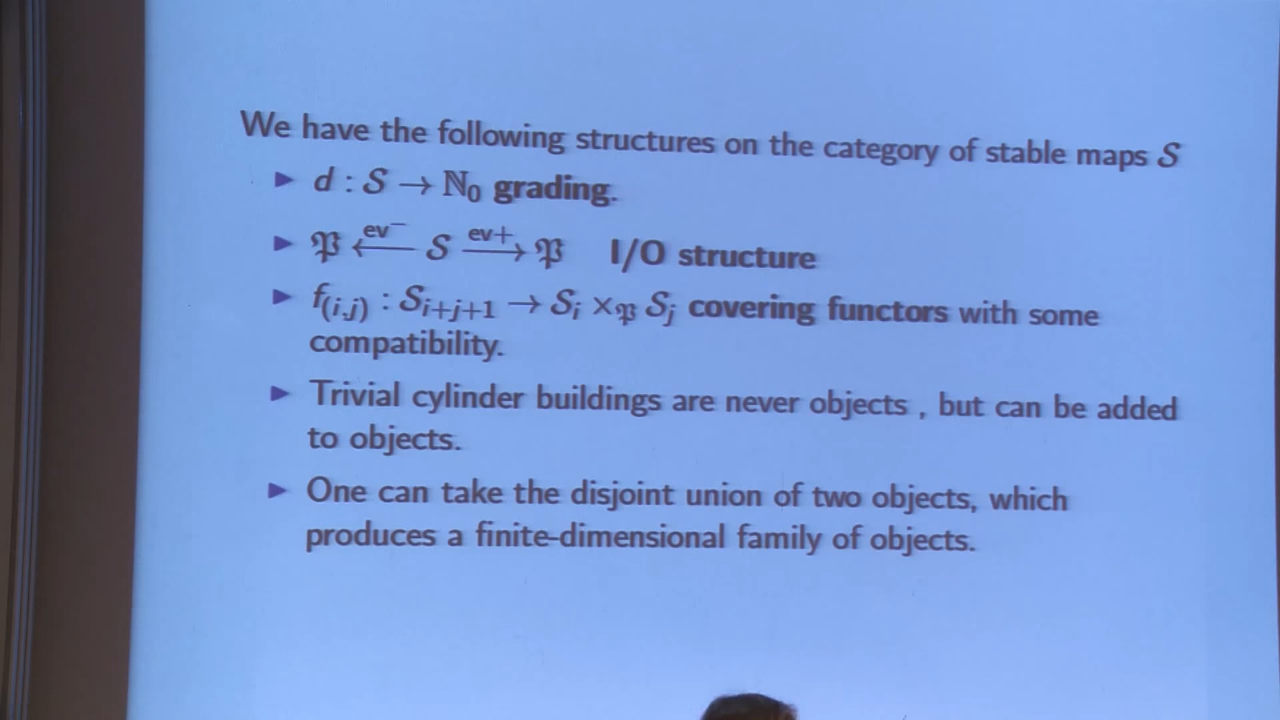 We have the following structures on the category of stable maps 𝒮
▶ d : 𝒮 → ℕ₀ grading.
▶ 𝔓 ←ev⁻— 𝒮 —ev+→ 𝔓 I/O structure
▶ f₍ᵢ,ⱼ₎ : 𝒮ᵢ₊ⱼ₊₁ → 𝒮ᵢ ×_𝔓 𝒮ⱼ covering functors with some
compatibility.
▶ Trivial cylinder buildings are never objects , but can be added
to objects.
▶ One can take the disjoint union of two objects, which
produces a finite-dimensional family of objects.